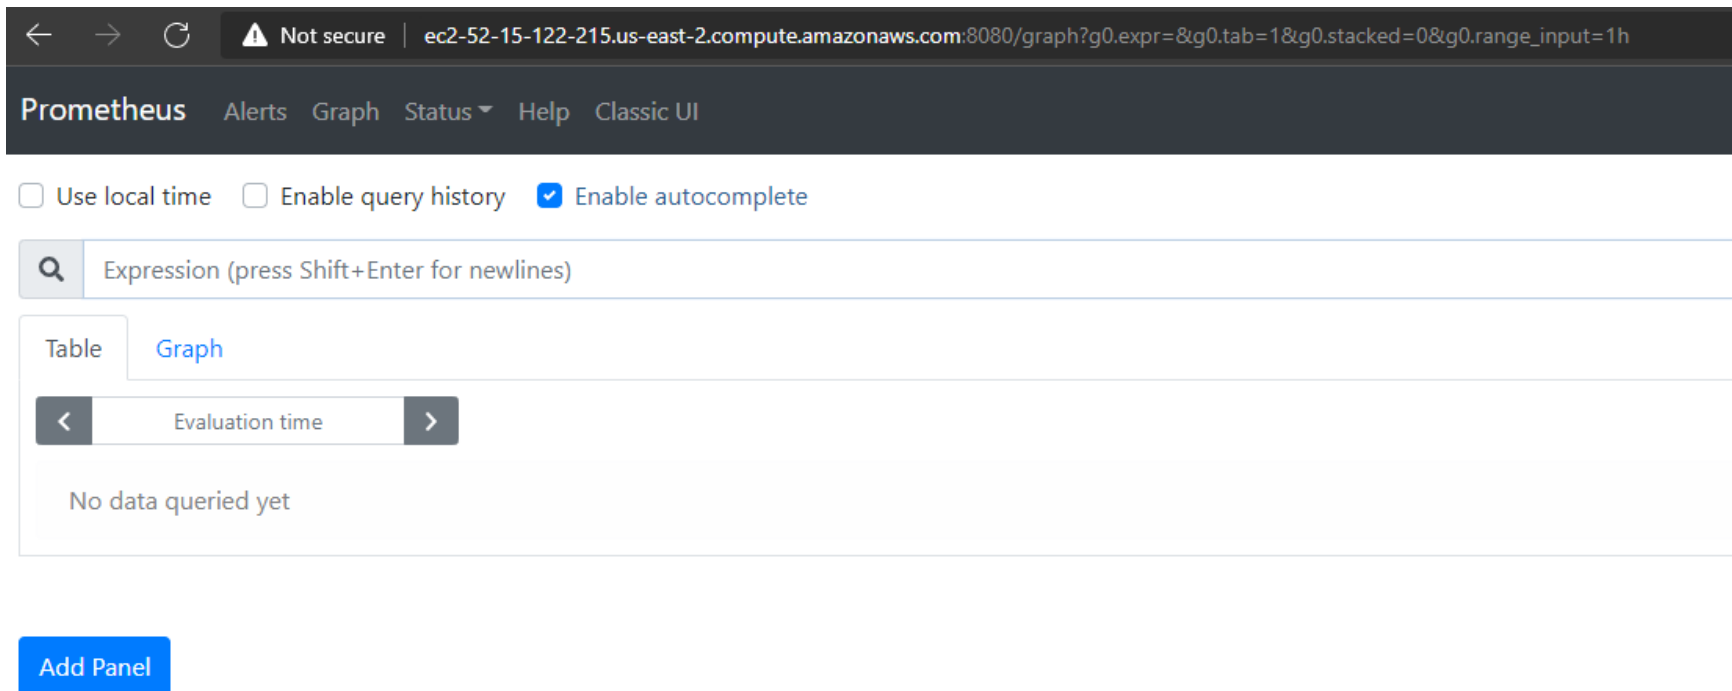 Not secure ec2-52-15-122-215.us-east-2.compute.amazonaws.com:8080/graph?g0.expr=&g0.tab=1&g0.stacked=0&g0.range_input=1h
Prometheus Alerts Graph Status Help Classic UI
Use local time Enable query history Enable autocomplete
Expression (press Shift+Enter for newlines)
Table Graph
Evaluation time
No data queried yet
Add Panel